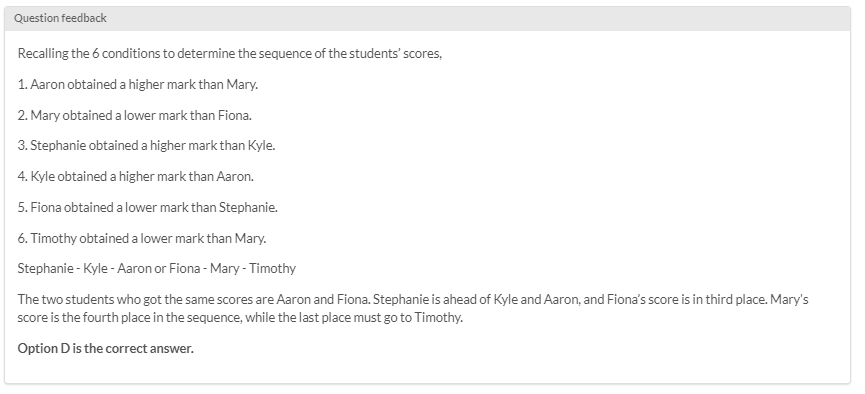 Question feedback
Recalling the 6 conditions to determine the sequence of the students' scores,
1. Aaron obtained a higher mark than Mary.
2. Mary obtained a lower mark than Fiona.
3. Stephanie obtained a higher mark than Kyle.
4. Kyle obtained a higher mark than Aaron.
5. Fiona obtained a lower mark than Stephanie.
6. Timothy obtained a lower mark than Mary.
Stephanie - Kyle - Aaron or Fiona - Mary - Timothy
The two students who got the same scores are Aaron and Fiona. Stephanie is ahead of Kyle and Aaron, and Fiona's score is in third place. Mary's
score is the fourth place in the sequence, while the last place must go to Timothy.
Option D is the correct answer.